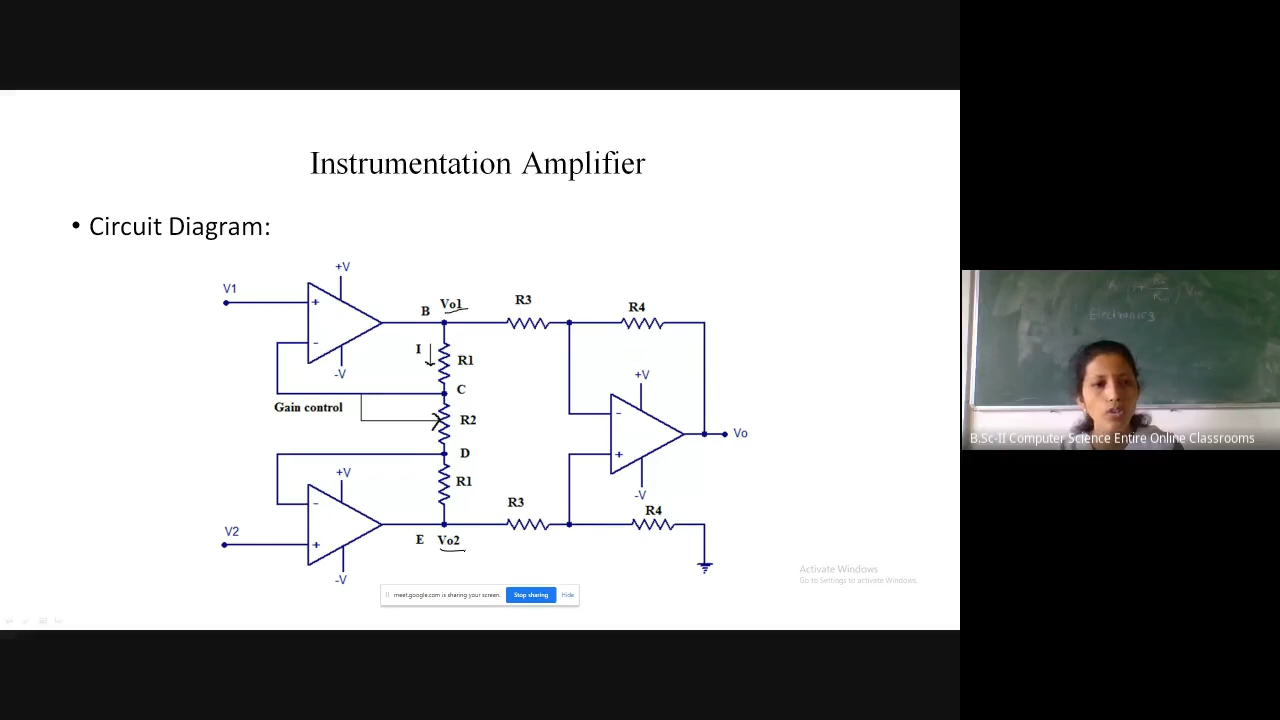 Instrumentation Amplifier
• Circuit Diagram:
+V
V1
+
-
-V
B
Vo1
R3
R4
I
R1
C
Gain control
R2
D
R1
+V
-
+
-V
Vo
+V
V2
-
+
-V
E
Vo2
R3
R4
meet.google.com is sharing your screen.
Stop sharing
Hide
Activate Windows
Go to Settings to activate Windows.
Electronics
B.Sc-II Computer Science Entire Online Classrooms